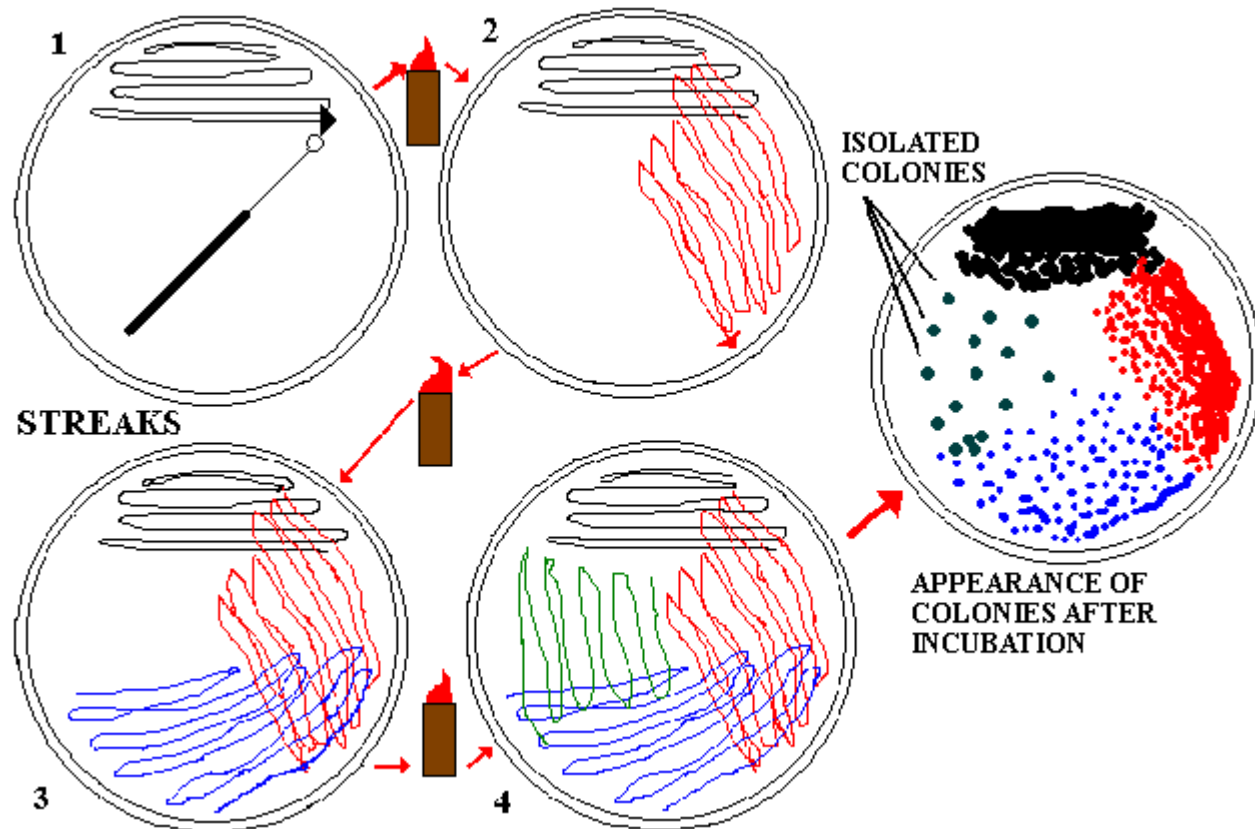 1
2
ISOLATED
COLONIES
STREAKS
3
4
APPEARANCE OF
COLONIES AFTER
INCUBATION